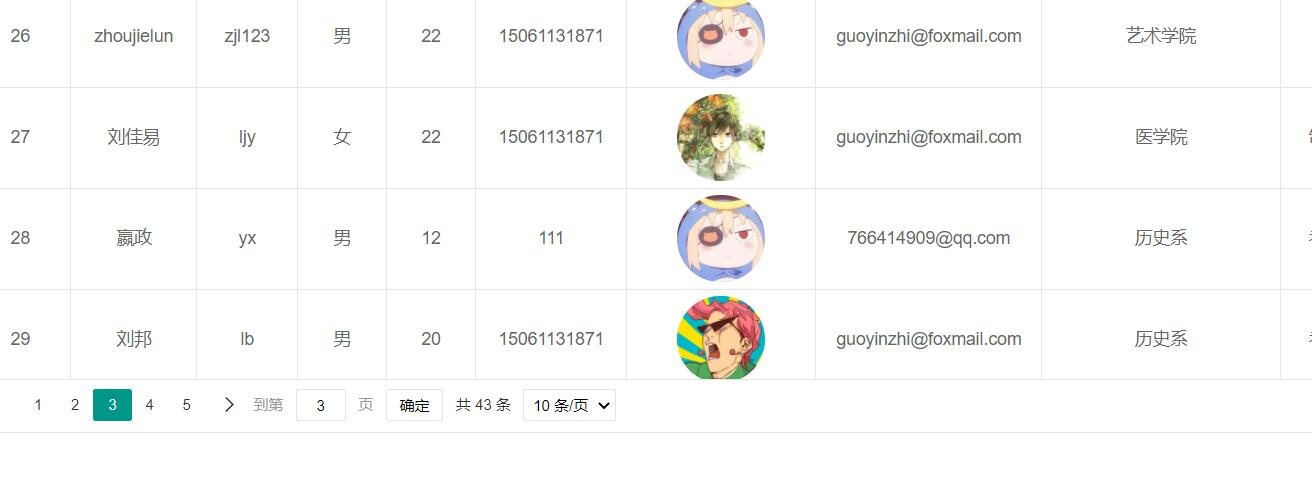 26 zhoujielun zjl123 男 22 15061131871 guoyinzhi@foxmail.com 艺术学院
27 刘佳易 ljy 女 22 15061131871 guoyinzhi@foxmail.com 医学院
28 嬴政 yx 男 12 111 766414909@qq.com 历史系
29 刘邦 lb 男 20 15061131871 guoyinzhi@foxmail.com 历史系
1 2 3 4 5 到第 3 页 确定 共 43 条 10 条/页